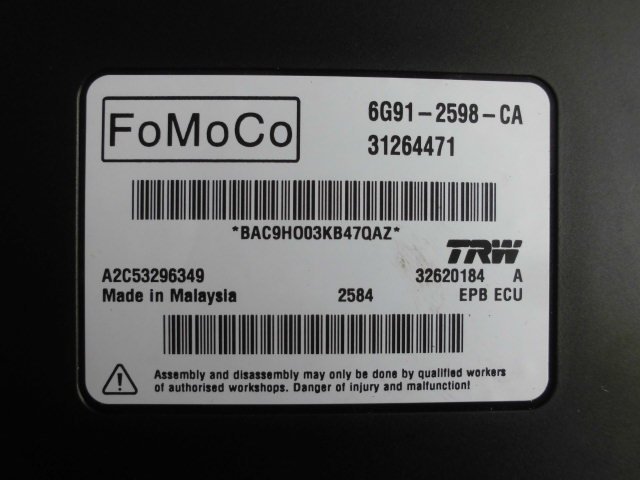 FoMoCo
6G91-2598-CA
31264471
*BAC9HO03KB47QAZ*
TRW
A2C53296349 32620184 A
Made in Malaysia 2584 EPB ECU
Assembly and disassembly may only be done by qualified workers
of authorised workshops. Danger of injury and malfunction!